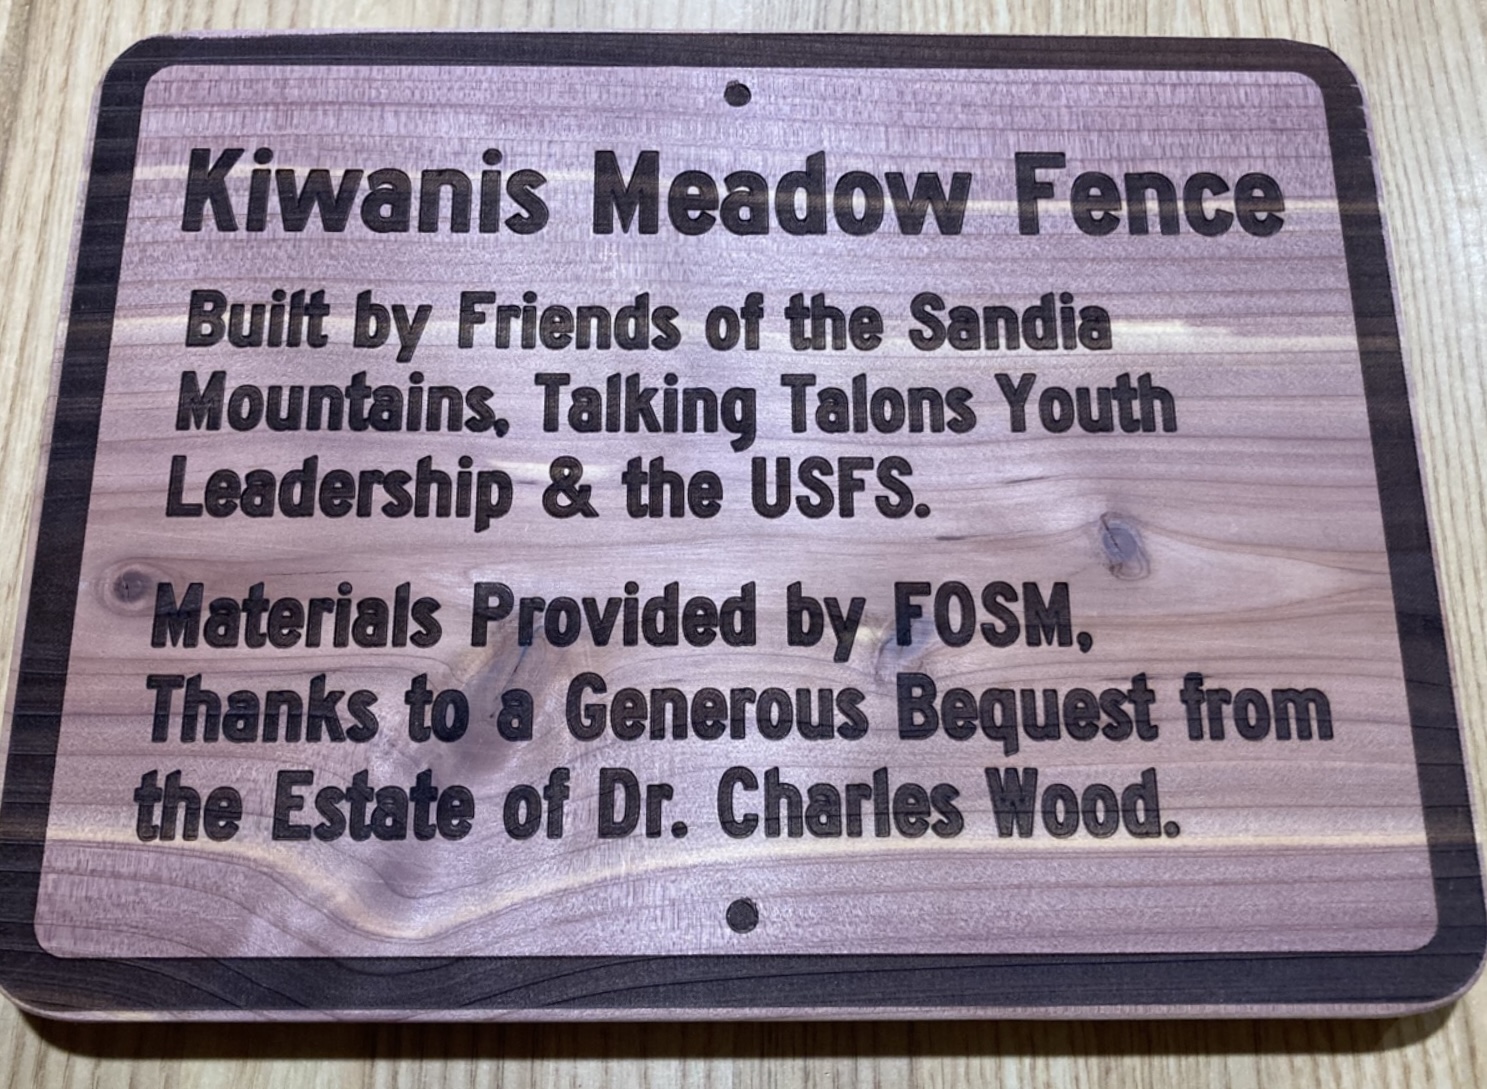 Kiwanis Meadow Fence
Built by Friends of the Sandia
Mountains, Talking Talons Youth
Leadership & the USFS.
Materials Provided by FOSM,
Thanks to a Generous Bequest from
the Estate of Dr. Charles Wood.